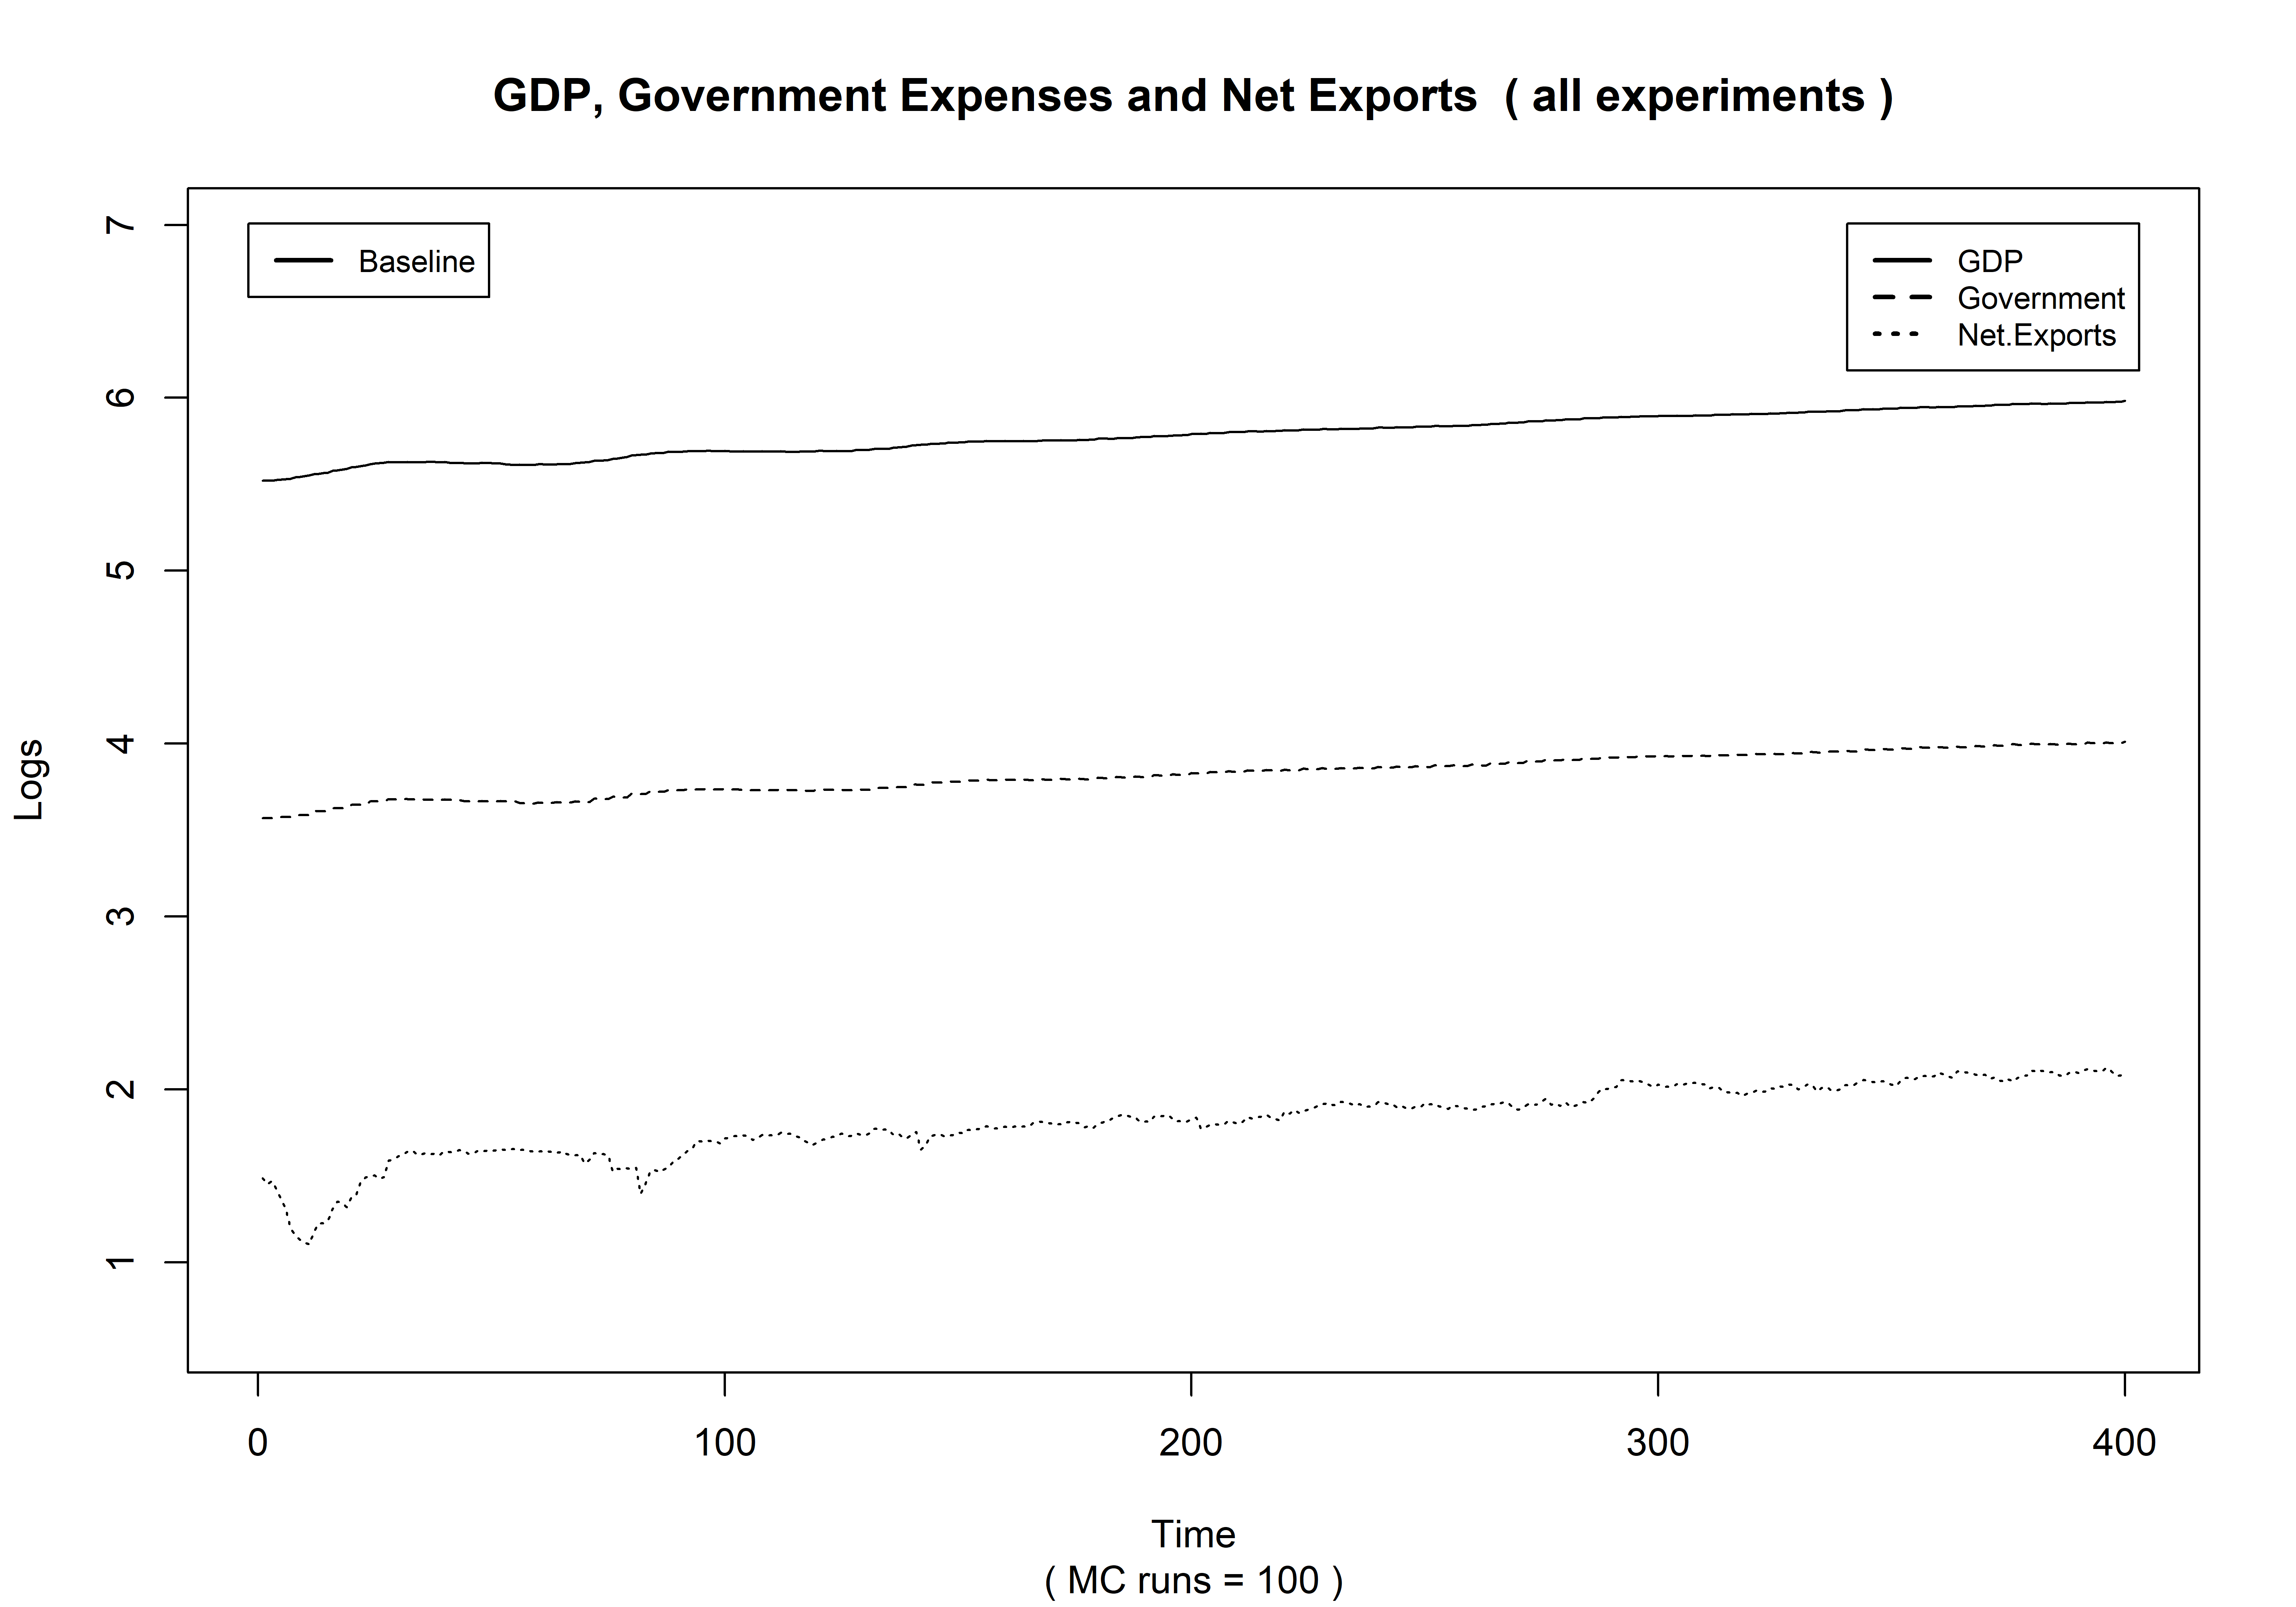 GDP, Government Expenses and Net Exports ( all experiments )
Baseline
GDP
Government
Net.Exports
7
6
5
4
3
2
1
Logs
0 100 200 300 400
Time
( MC runs = 100 )